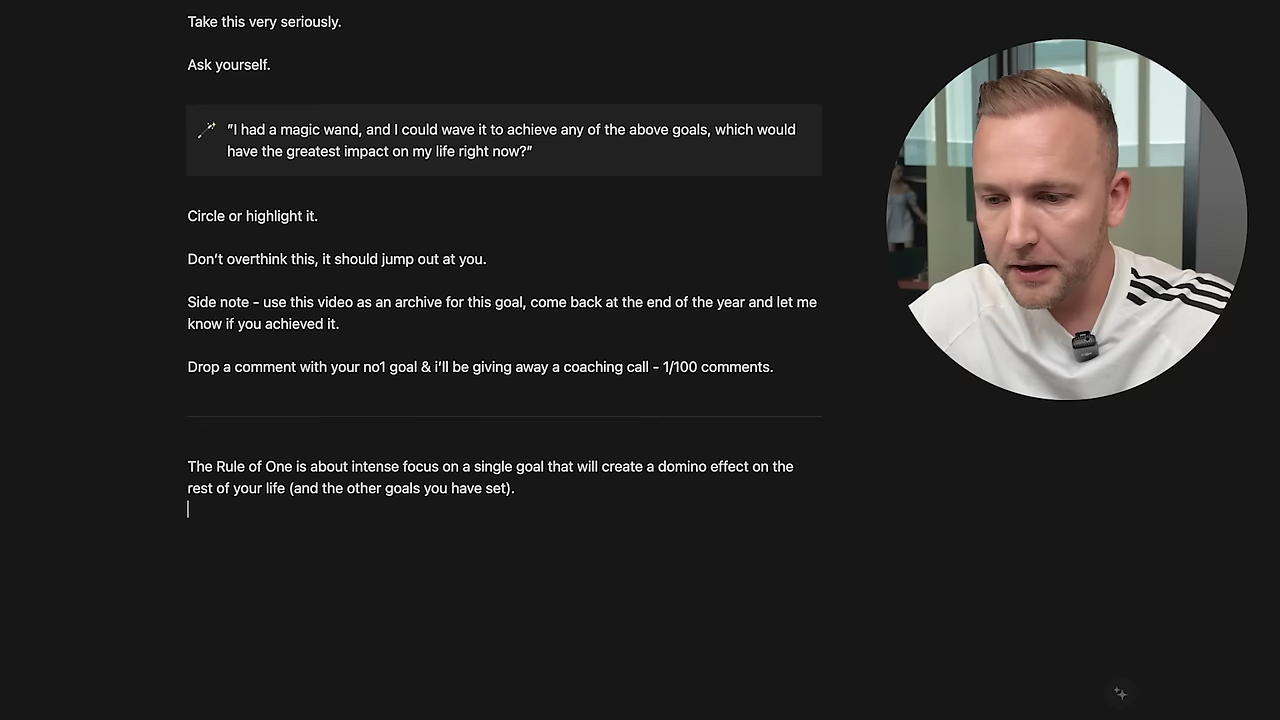 Take this very seriously.
Ask yourself.
"I had a magic wand, and I could wave it to achieve any of the above goals, which would
have the greatest impact on my life right now?"
Circle or highlight it.
Don't overthink this, it should jump out at you.
Side note - use this video as an archive for this goal, come back at the end of the year and let me
know if you achieved it.
Drop a comment with your no1 goal & i'll be giving away a coaching call - 1/100 comments.
The Rule of One is about intense focus on a single goal that will create a domino effect on the
rest of your life (and the other goals you have set).